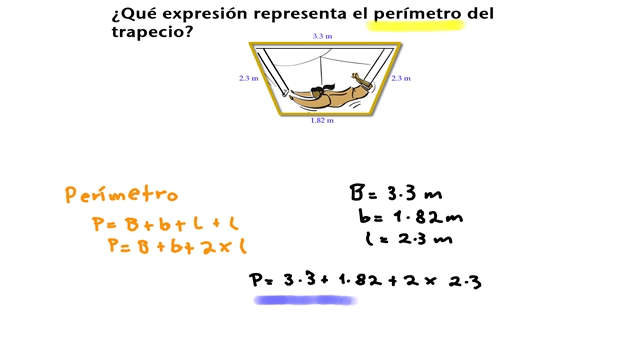 ¿Qué expresión representa el perímetro del
trapecio?
3.3 m
2.3 m
2.3 m
1.82 m
Perímetro
P= B+b+l+l
P= B+b+2×l
B= 3.3 m
b= 1.82m
l= 2.3 m
P= 3.3+1.82+2× 2.3